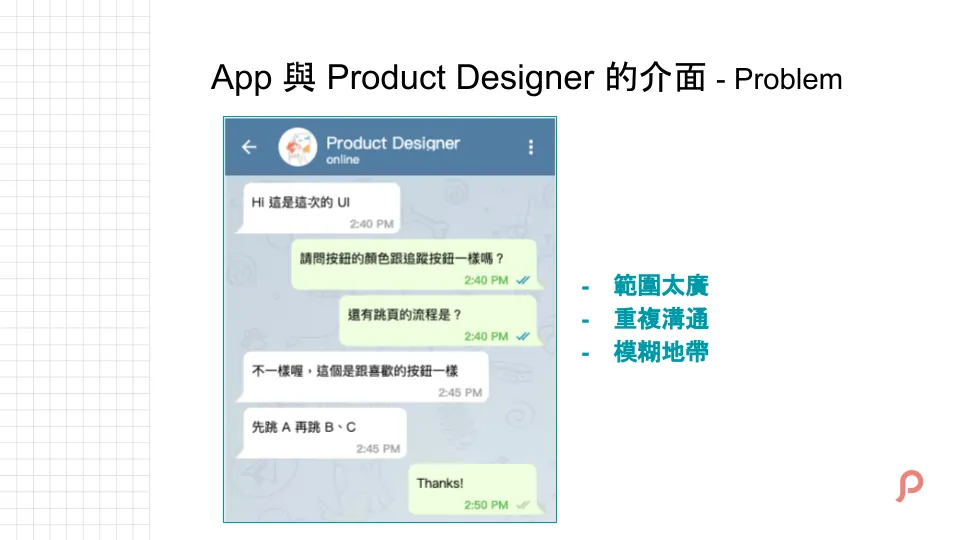 App 與 Product Designer 的介面 - Problem
Product Designer
online
Hi 這是這次的 UI
2:40 PM
請問按鈕的顏色跟追蹤按鈕一樣嗎？
2:40 PM
還有跳頁的流程是？
2:40 PM
不一樣喔，這個是跟喜歡的按鈕一樣
2:45 PM
先跳 A 再跳 B、C
2:45 PM
Thanks!
2:50 PM
- 範圍太廣
- 重複溝通
- 模糊地帶